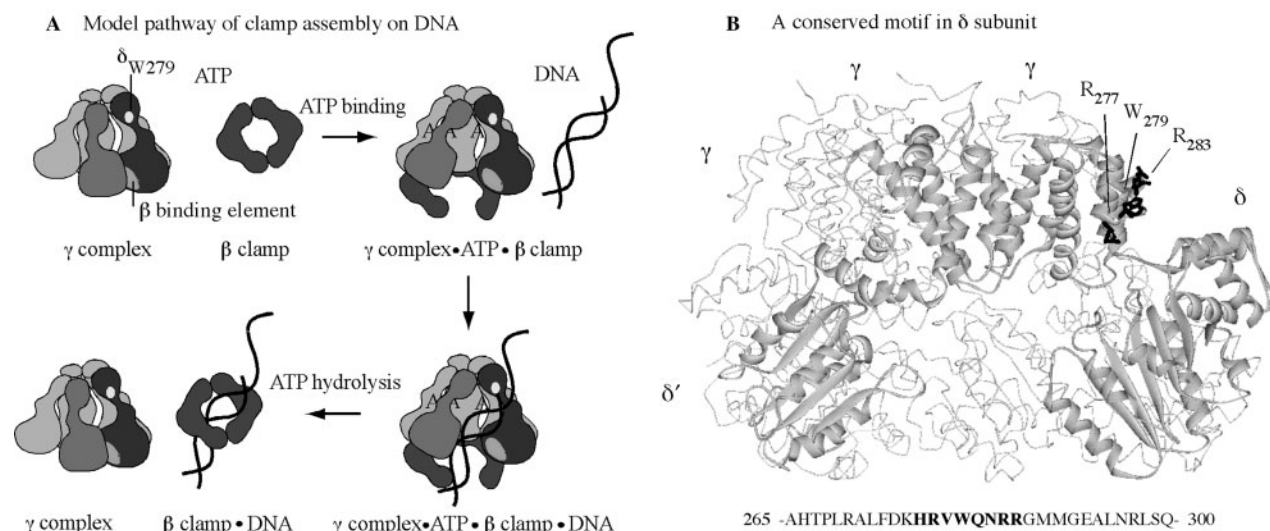 A Model pathway of clamp assembly on DNA
δW279
ATP
DNA
ATP binding
A A A
β binding element
γ complex
β clamp
γ complex•ATP•β clamp
ATP hydrolysis
A A A
γ complex
β clamp•DNA
γ complex•ATP•β clamp•DNA
B A conserved motif in δ subunit
γ
γ
R277
W279
R283
γ
δ
δ′
265 -AHTPLRALFDKHRVWQNRRGMMGEALNRLSQ- 300